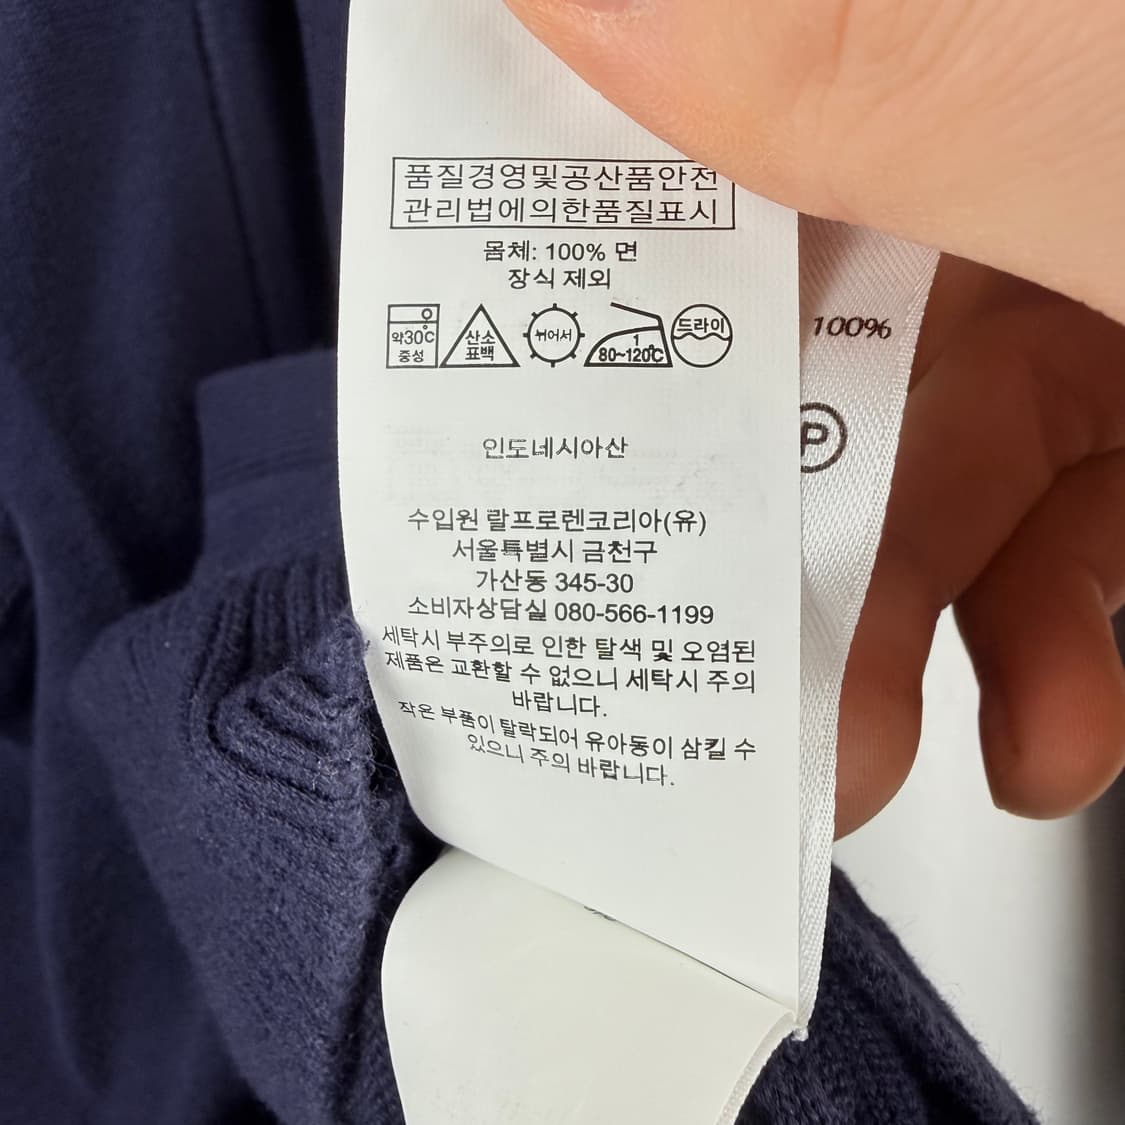 품질경영및공산품안전
관리법에의한품질표시
몸체: 100% 면
장식 제외
약30℃
중성
산소
표백
뉘어서
1
80~120℃
드라이
100%
P
인도네시아산
수입원 랄프로렌코리아(유)
서울특별시 금천구
가산동 345-30
소비자상담실 080-566-1199
세탁시 부주의로 인한 탈색 및 오염된
제품은 교환할 수 없으니 세탁시 주의
바랍니다.
작은 부품이 탈락되어 유아동이 삼킬 수
있으니 주의 바랍니다.